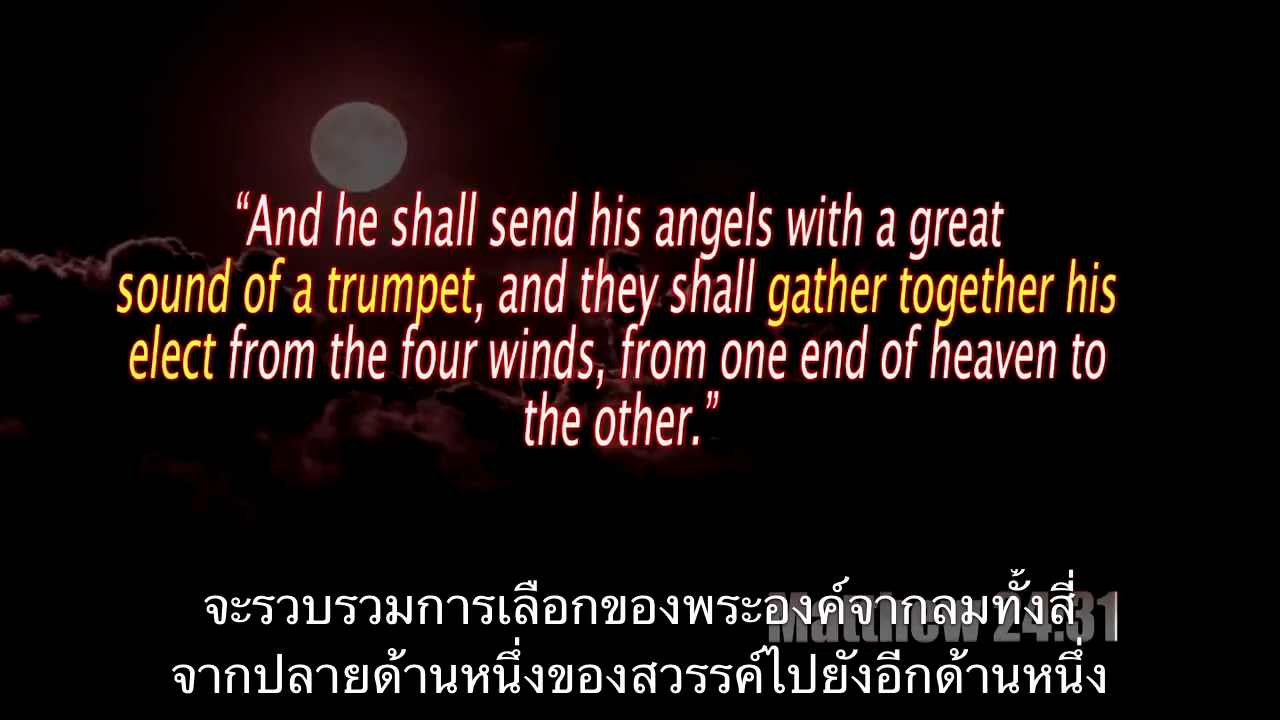 “And he shall send his angels with a great
sound of a trumpet, and they shall gather together his
elect from the four winds, from one end of heaven to
the other.”
จะรวบรวมการเลือกของพระองค์จากลมทั้งสี่
Matthew 24:31
จากปลายด้านหนึ่งของสวรรค์ไปยังอีกด้านหนึ่ง